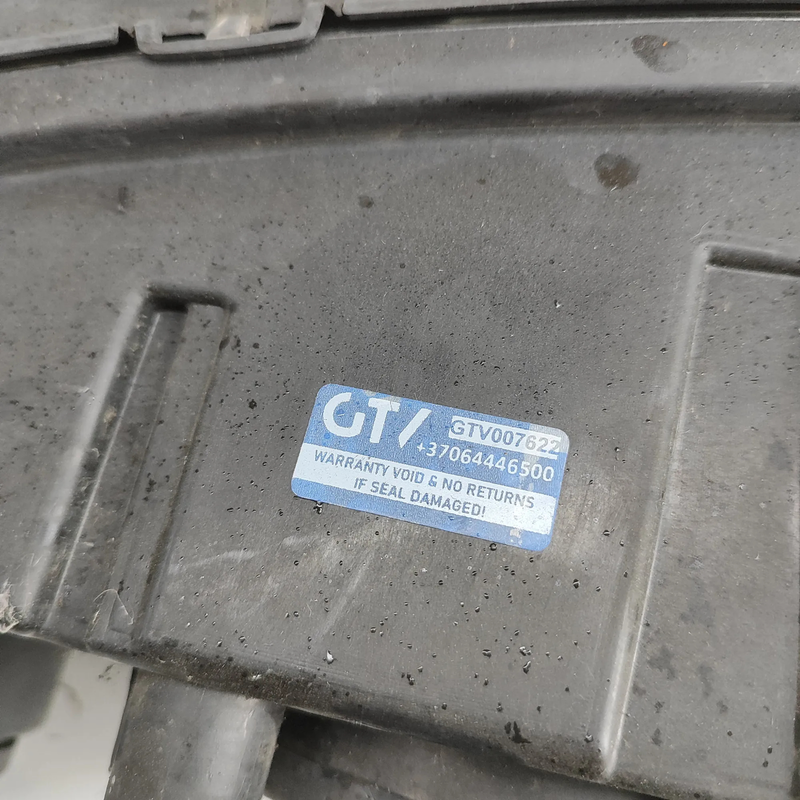 GTV GTV007622
+37064446500
WARRANTY VOID & NO RETURNS
IF SEAL DAMAGED!